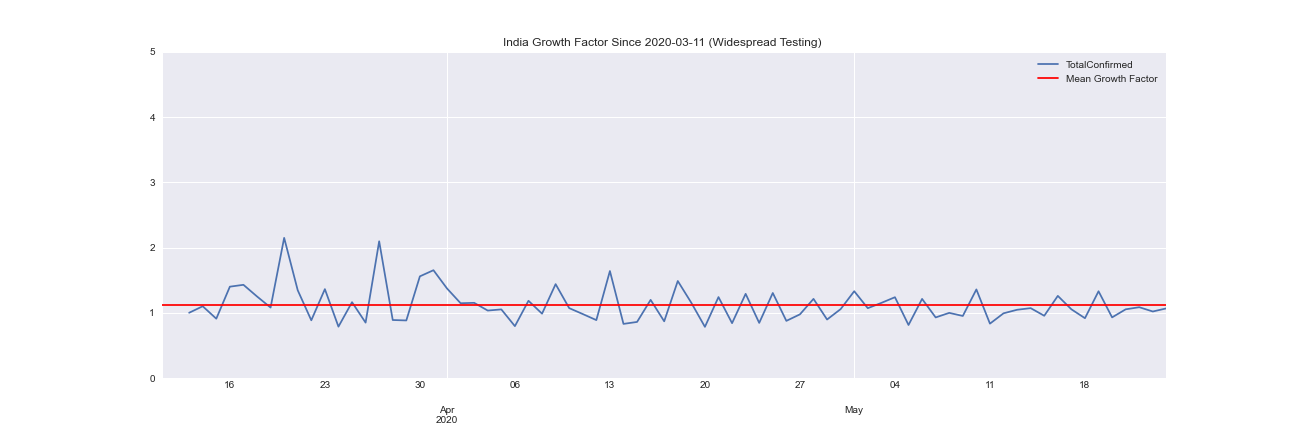 India Growth Factor Since 2020-03-11 (Widespread Testing)
TotalConfirmed
Mean Growth Factor
5
4
3
2
1
0
16 23 30 06 13 20 27 04 11 18
Apr May
2020